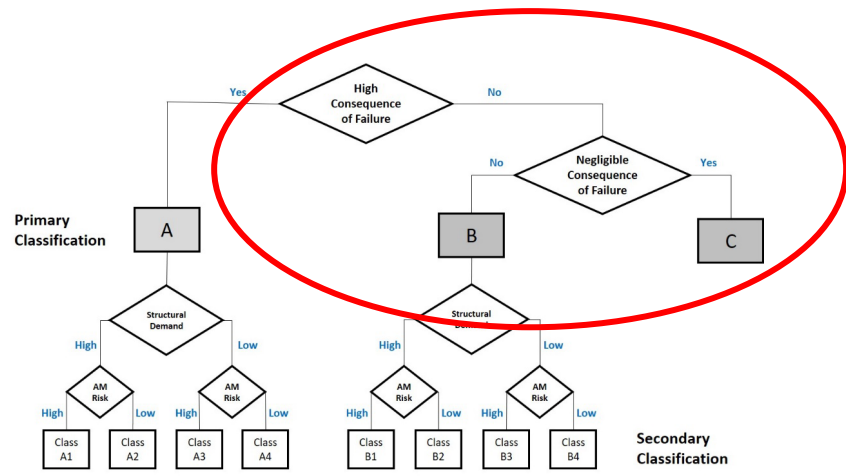 High
Consequence
of Failure
Yes
No
Negligible
Consequence
of Failure
No
Yes
Primary
Classification
A
B
C
Structural
Demand
Structural
Demand
High
Low
High
Low
AM
Risk
AM
Risk
AM
Risk
AM
Risk
High
Low
High
Low
High
Low
High
Low
Class
A1
Class
A2
Class
A3
Class
A4
Class
B1
Class
B2
Class
B3
Class
B4
Secondary
Classification